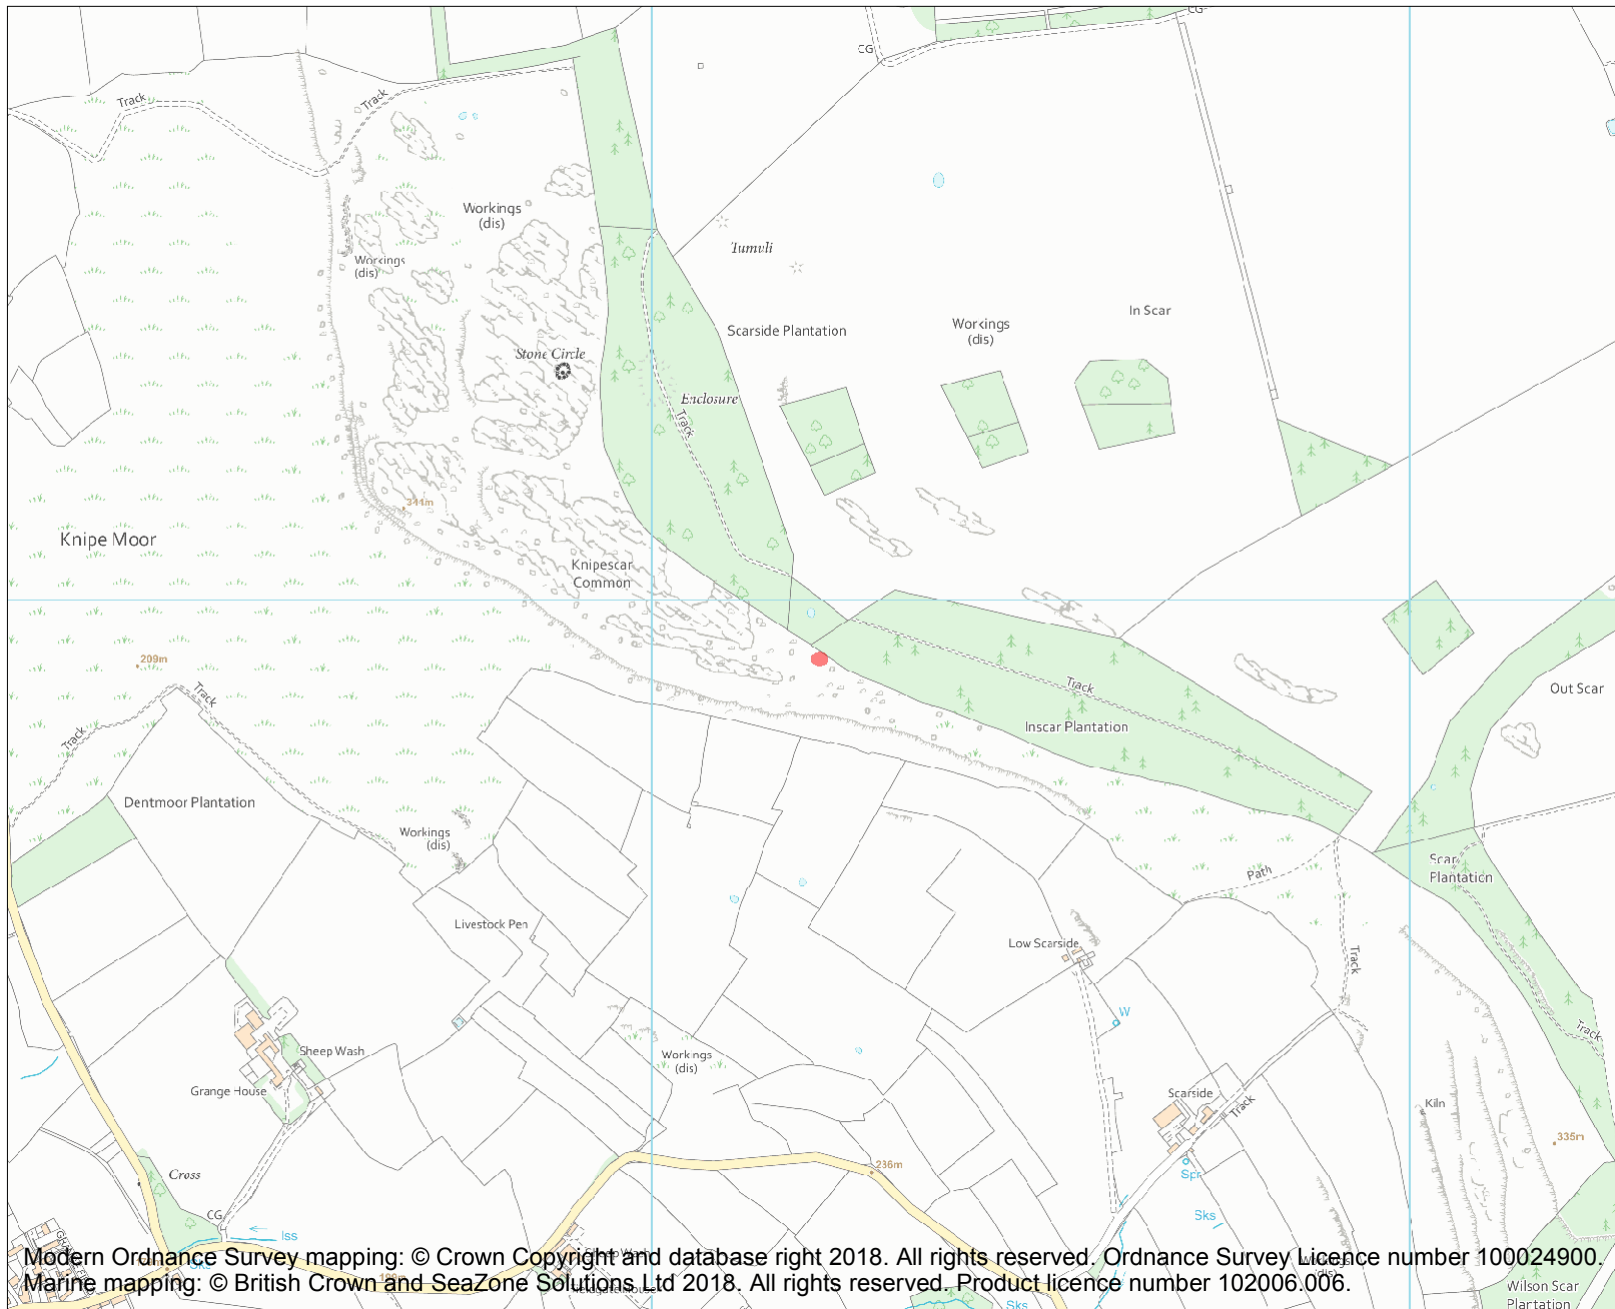 CG
CG
Track
Track
Workings
(dis)
Workings
(dis)
Tumuli
Scarside Plantation
Workings
(dis)
In Scar
Stone Circle
Enclosure
Track
341m
Knipe Moor
Knipescar
Common
209m
Track
Track
Track
Inscar Plantation
Out Scar
Dentmoor Plantation
Workings
(dis)
Scar
Plantation
Path
Livestock Pen
Low Scarside
Track
W
Track
Sheep Wash
Workings
(dis)
Grange House
Scarside
Track
Kiln
335m
236m
Cross
Spr
CG
Sks
Iss
Sheep Wash
Modern Ordnance Survey mapping: © Crown Copyright and database right 2018. All rights reserved. Ordnance Survey Licence number 100024900.
Marine mapping: © British Crown and SeaZone Solutions Ltd 2018. All rights reserved. Product licence number 102006.006.
Sks
Wilson Scar
Plantation